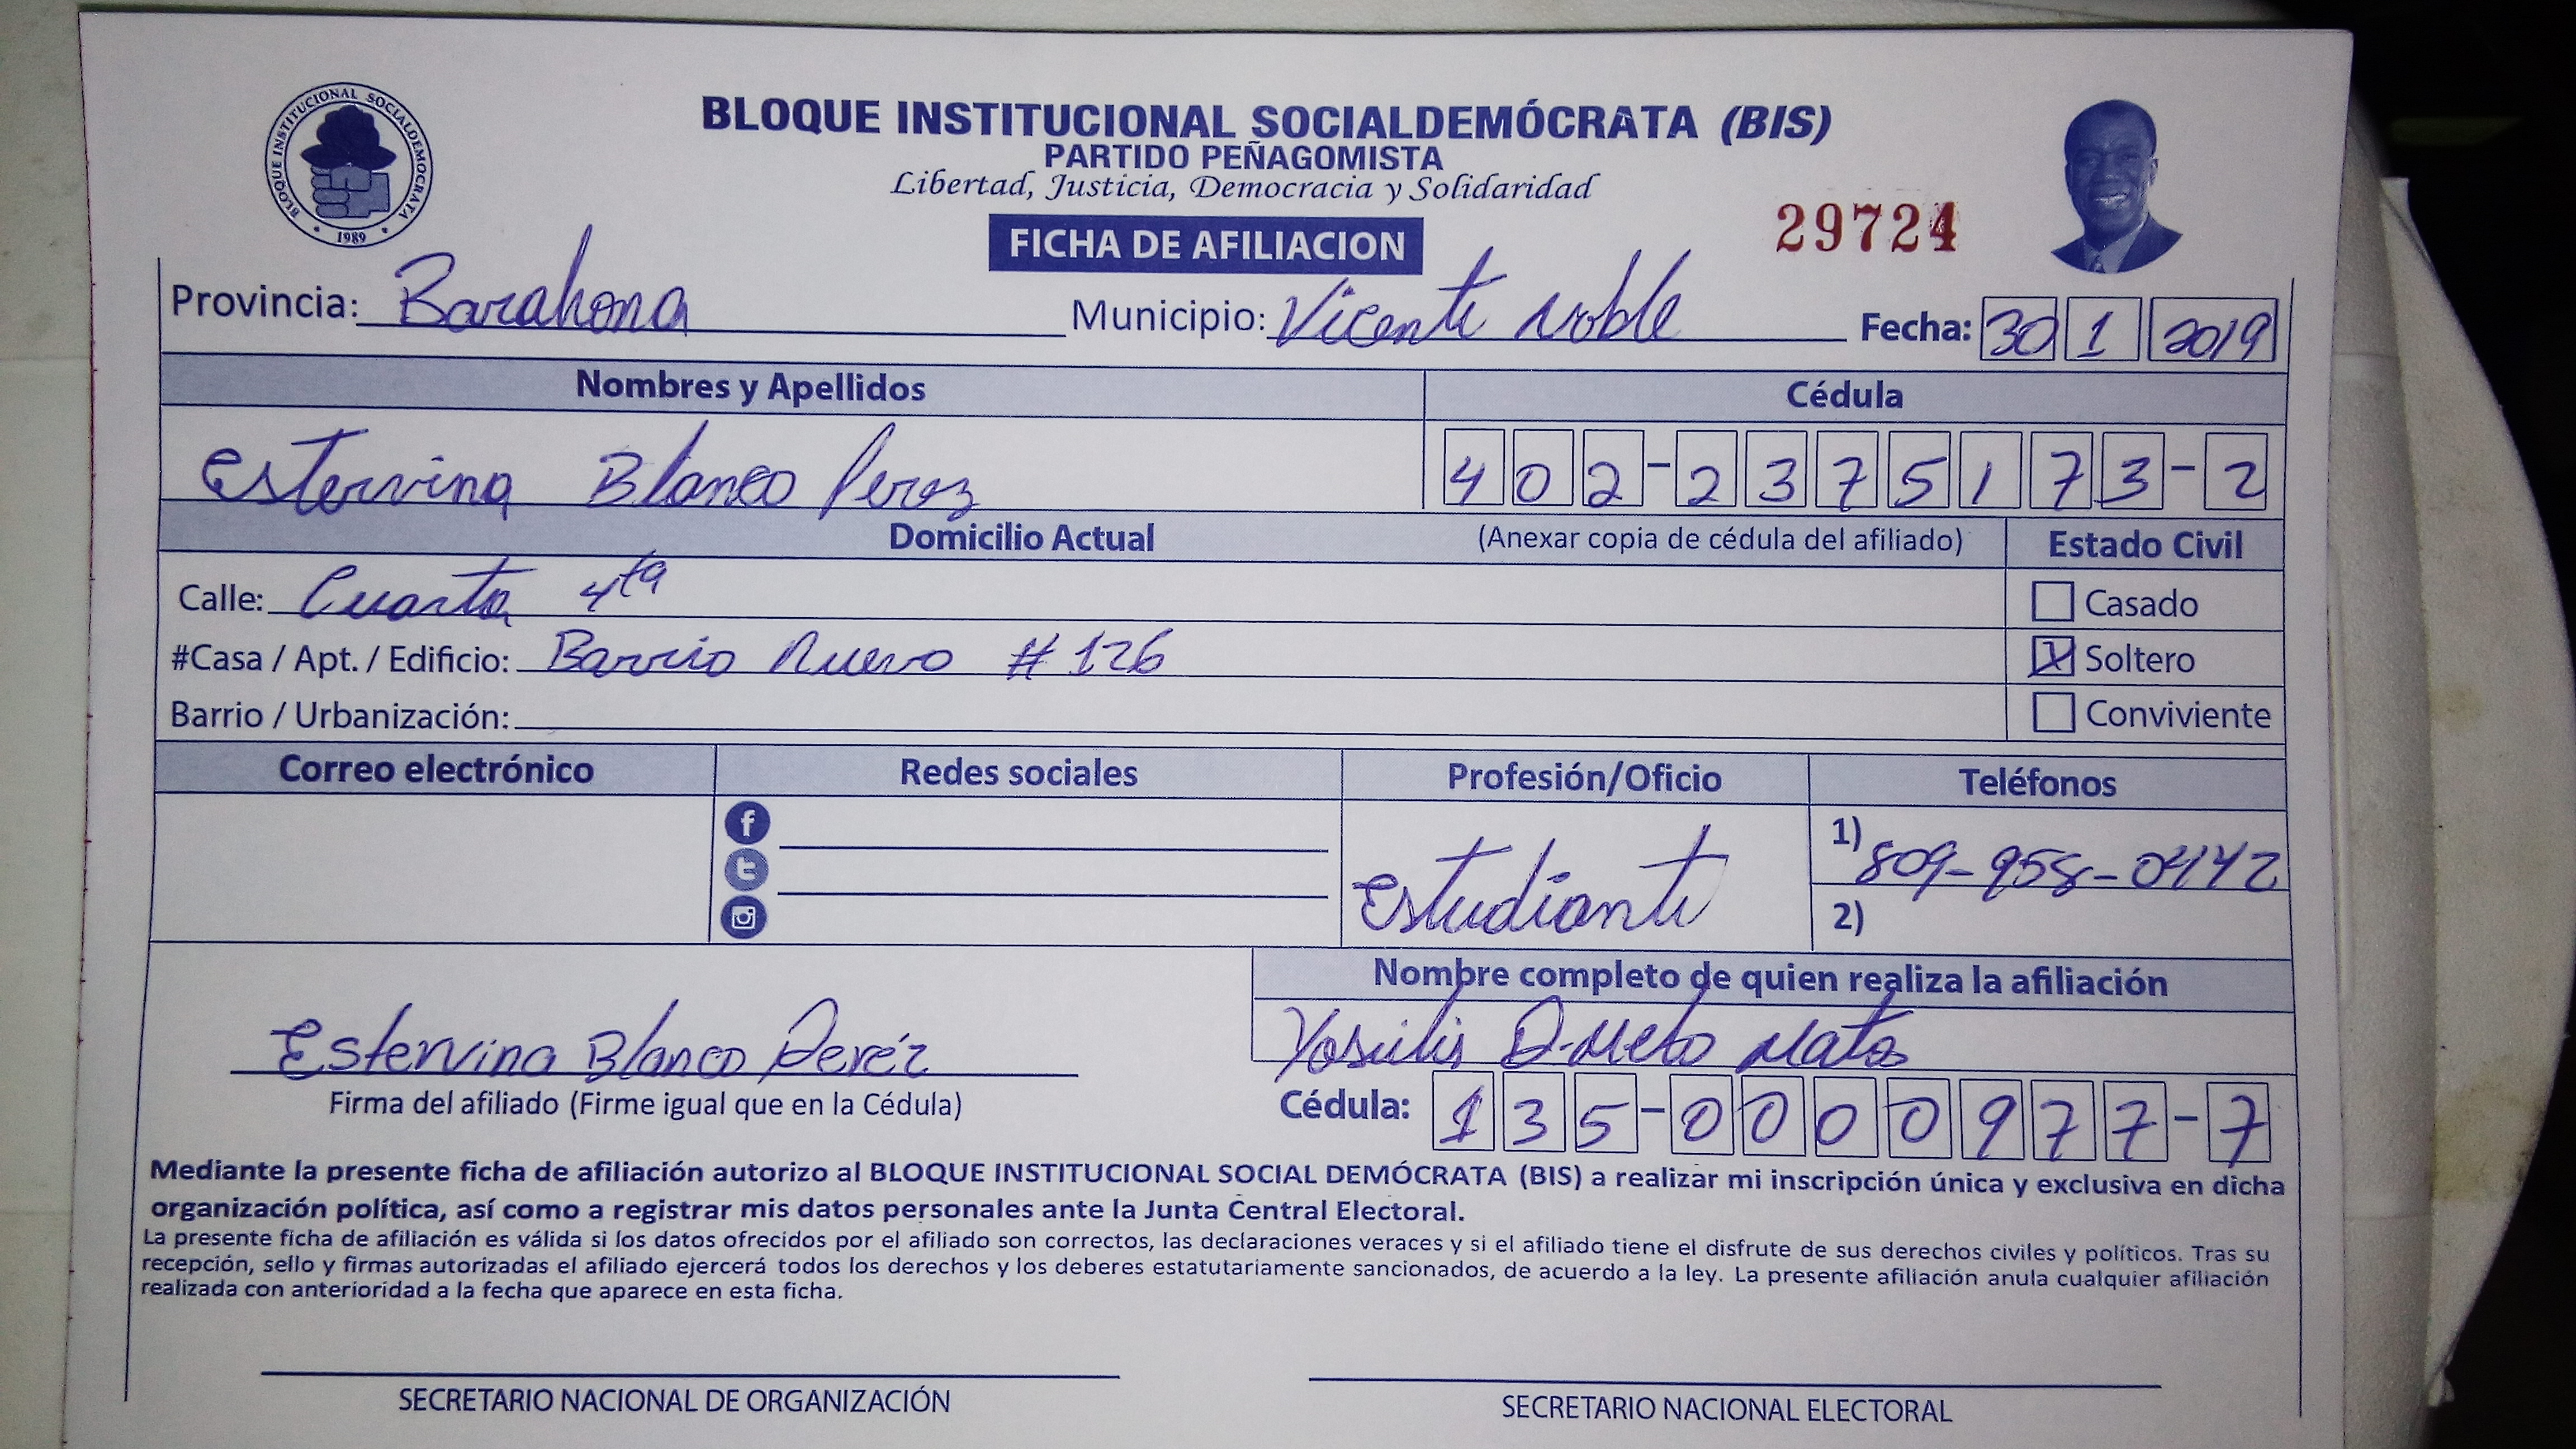 BLOQUE INSTITUCIONAL SOCIALDEMOCRATA
1989
BLOQUE INSTITUCIONAL SOCIALDEMÓCRATA (BIS)
PARTIDO PEÑAGOMISTA
Libertad, Justicia, Democracia y Solidaridad
FICHA DE AFILIACION
29724
Provincia: Barahona Municipio: Vicente Noble Fecha: 30 1 2019
Nombres y Apellidos Cédula
Estervina Blanco Perez 402-2375173-2
Domicilio Actual (Anexar copia de cédula del afiliado) Estado Civil
Calle: Cuarta 4ta Casado
#Casa / Apt. / Edificio: Barrio Nuevo # 126 Soltero
Barrio / Urbanización: Conviviente
Correo electrónico Redes sociales Profesión/Oficio Teléfonos
Estudiante 1) 809-958-0442
2)
Nombre completo de quien realiza la afiliación
Estervina Blanco Peréz D. Melo Matos
Firma del afiliado (Firme igual que en la Cédula) Cédula: 135-0000977-7
Mediante la presente ficha de afiliación autorizo al BLOQUE INSTITUCIONAL SOCIAL DEMÓCRATA (BIS) a realizar mi inscripción única y exclusiva en dicha
organización política, así como a registrar mis datos personales ante la Junta Central Electoral.
La presente ficha de afiliación es válida si los datos ofrecidos por el afiliado son correctos, las declaraciones veraces y si el afiliado tiene el disfrute de sus derechos civiles y políticos. Tras su
recepción, sello y firmas autorizadas el afiliado ejercerá todos los derechos y los deberes estatutariamente sancionados, de acuerdo a la ley. La presente afiliación anula cualquier afiliación
realizada con anterioridad a la fecha que aparece en esta ficha.
SECRETARIO NACIONAL DE ORGANIZACIÓN SECRETARIO NACIONAL ELECTORAL